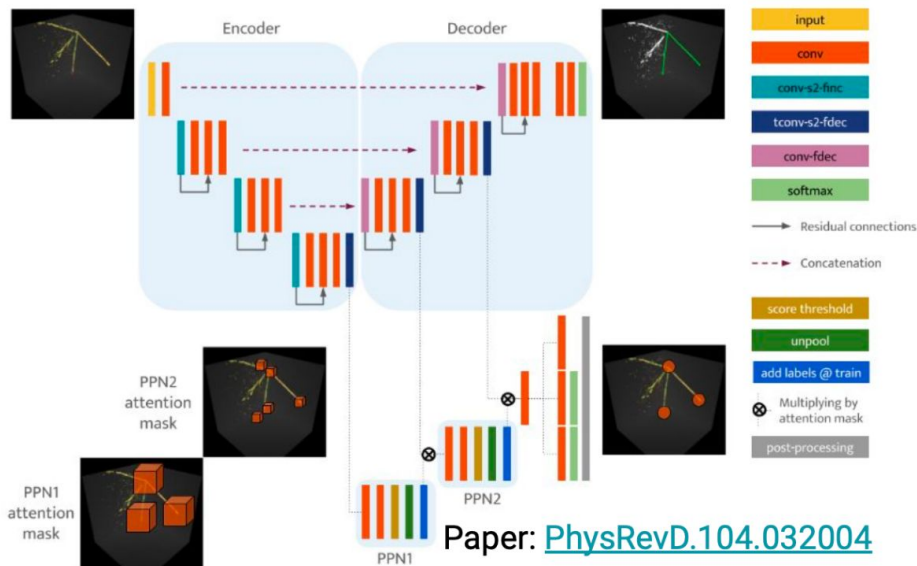 Encoder
Decoder
input
conv
conv-s2-finc
tconv-s2-fdec
conv-fdec
softmax
Residual connections
Concatenation
score threshold
unpool
add labels @ train
Multiplying by
attention mask
post-processing
PPN2
attention
mask
PPN1
attention
mask
PPN1
PPN2
Paper: PhysRevD.104.032004